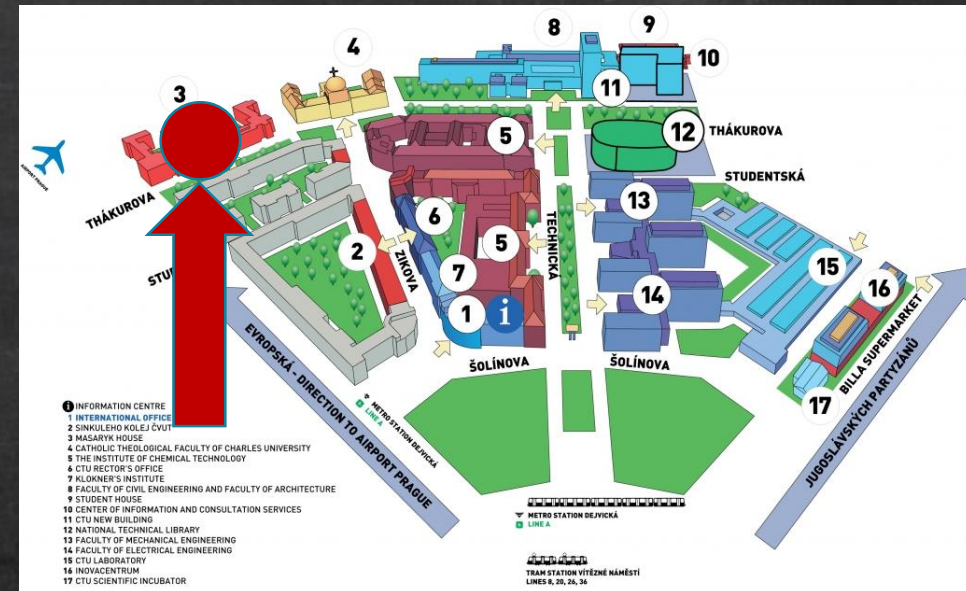 8
9
10
4
11
3
5
12
THÁKUROVA
AIRPORT PRAGUE
STUDENTSKÁ
THÁKUROVA
13
6
TECHNICKÁ
2
ZIKOVA
5
15
7
14
16
1
i
BILLA SUPERMARKET
ŠOLÍNOVA
ŠOLÍNOVA
17
EVROPSKÁ - DIRECTION TO AIRPORT PRAGUE
JUGOSLÁVSKÝCH PARTYZÁNŮ
METRO STATION DEJVICKÁ
LINE A
i INFORMATION CENTRE
1 INTERNATIONAL OFFICE
2 SINKULEHO KOLEJ ČVUT
3 MASARYK HOUSE
4 CATHOLIC THEOLOGICAL FACULTY OF CHARLES UNIVERSITY
5 THE INSTITUTE OF CHEMICAL TECHNOLOGY
6 CTU RECTOR'S OFFICE
7 KLOKNER'S INSTITUTE
8 FACULTY OF CIVIL ENGINEERING AND FACULTY OF ARCHITECTURE
9 STUDENT HOUSE
10 CENTER OF INFORMATION AND CONSULTATION SERVICES
11 CTU NEW BUILDING
12 NATIONAL TECHNICAL LIBRARY
13 FACULTY OF MECHANICAL ENGINEERING
14 FACULTY OF ELECTRICAL ENGINEERING
15 CTU LABORATORY
16 INOVACENTRUM
17 CTU SCIENTIFIC INCUBATOR
METRO STATION DEJVICKÁ
A LINE A
TRAM STATION VÍTĚZNÉ NÁMĚSTÍ
LINES 8, 20, 26, 36